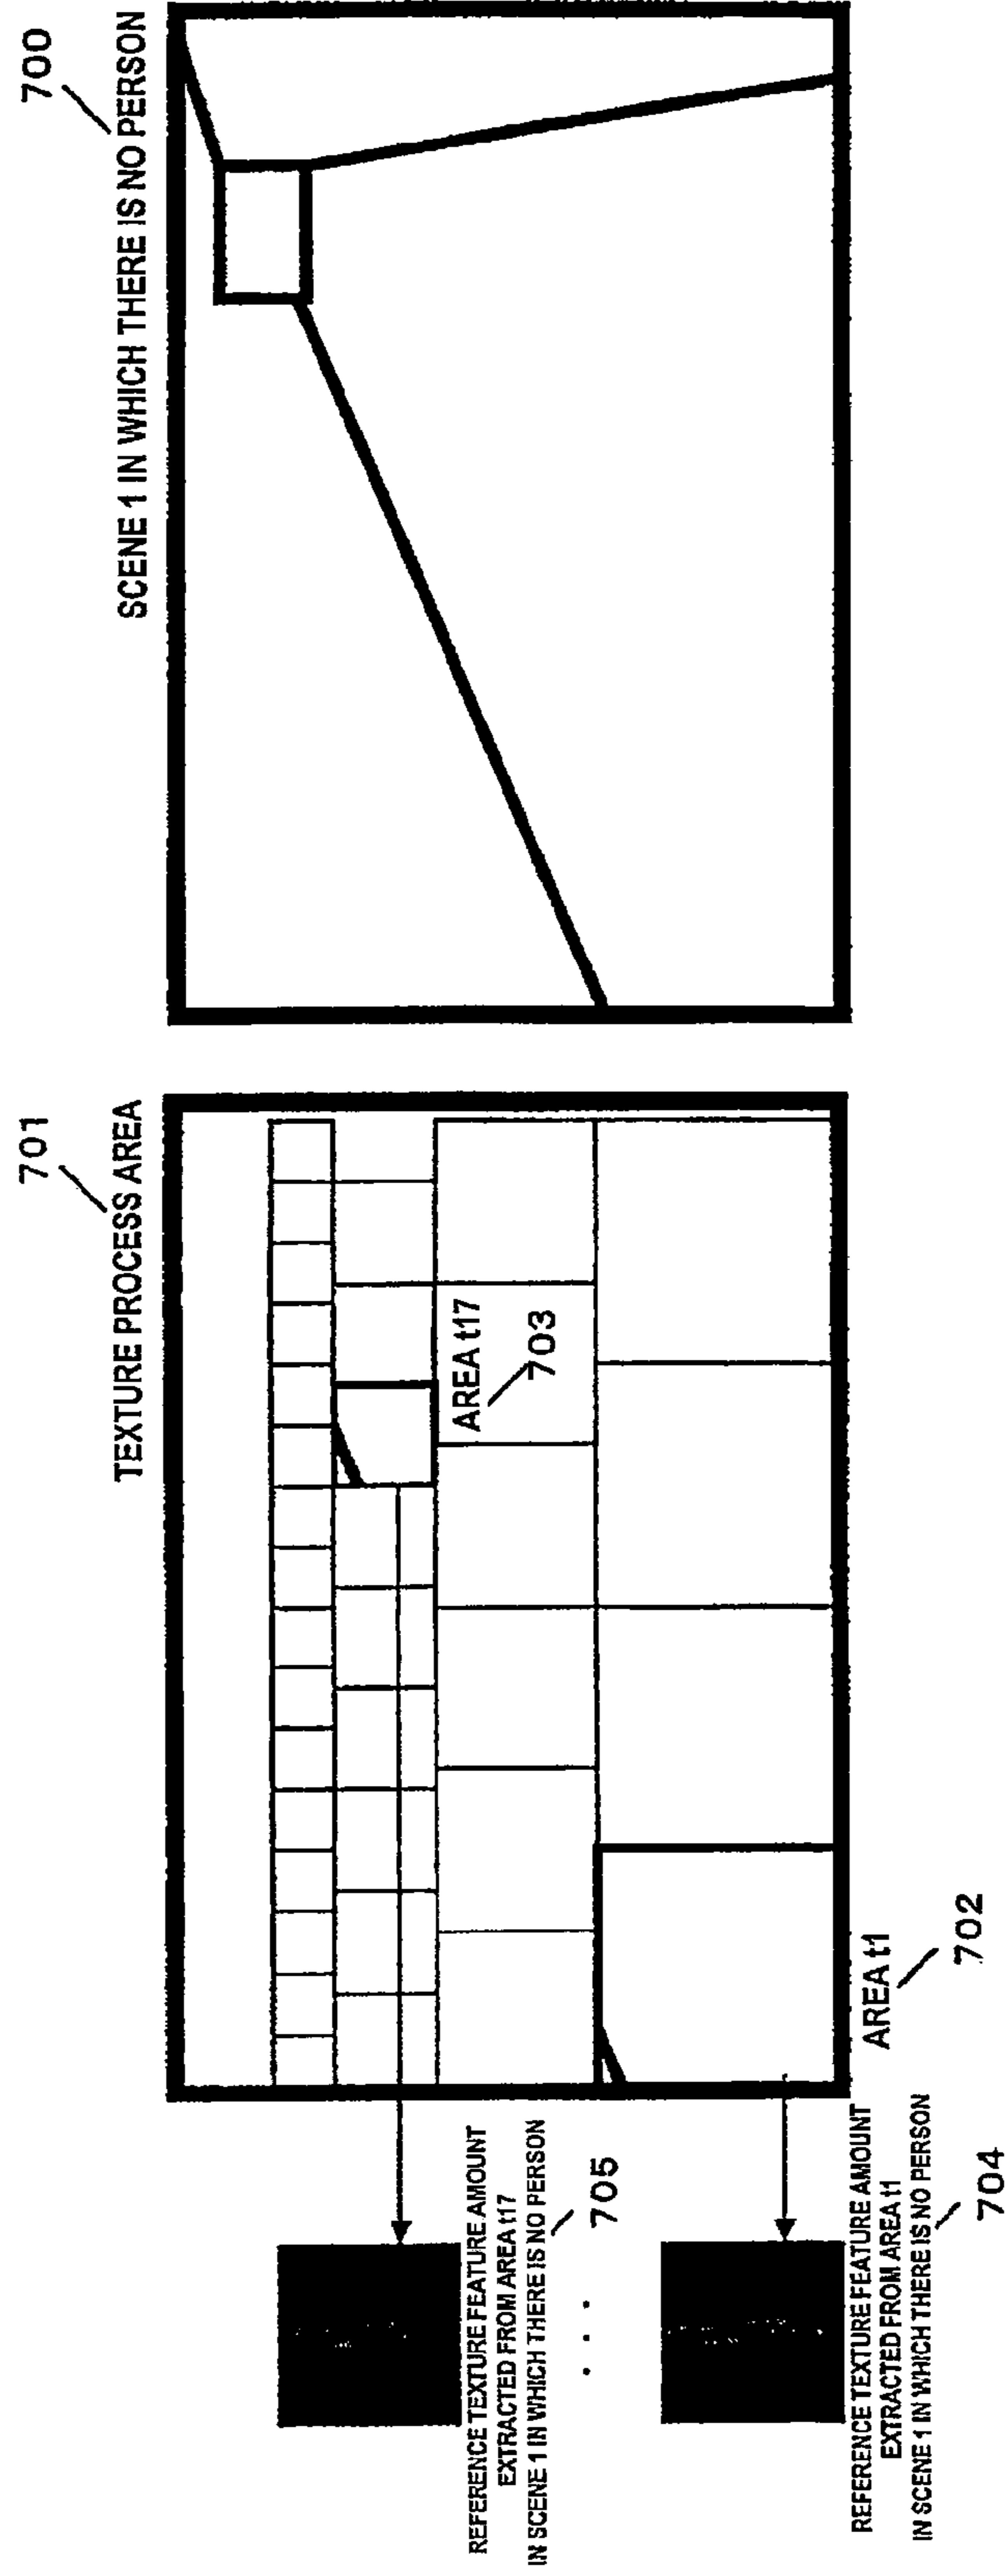 700
SCENE 1 IN WHICH THERE IS NO PERSON
701
TEXTURE PROCESS AREA
AREA t17
703
AREA t1
702
REFERENCE TEXTURE FEATURE AMOUNT
EXTRACTED FROM AREA t17
IN SCENE 1 IN WHICH THERE IS NO PERSON
705
. . .
REFERENCE TEXTURE FEATURE AMOUNT
EXTRACTED FROM AREA t1
IN SCENE 1 IN WHICH THERE IS NO PERSON
704